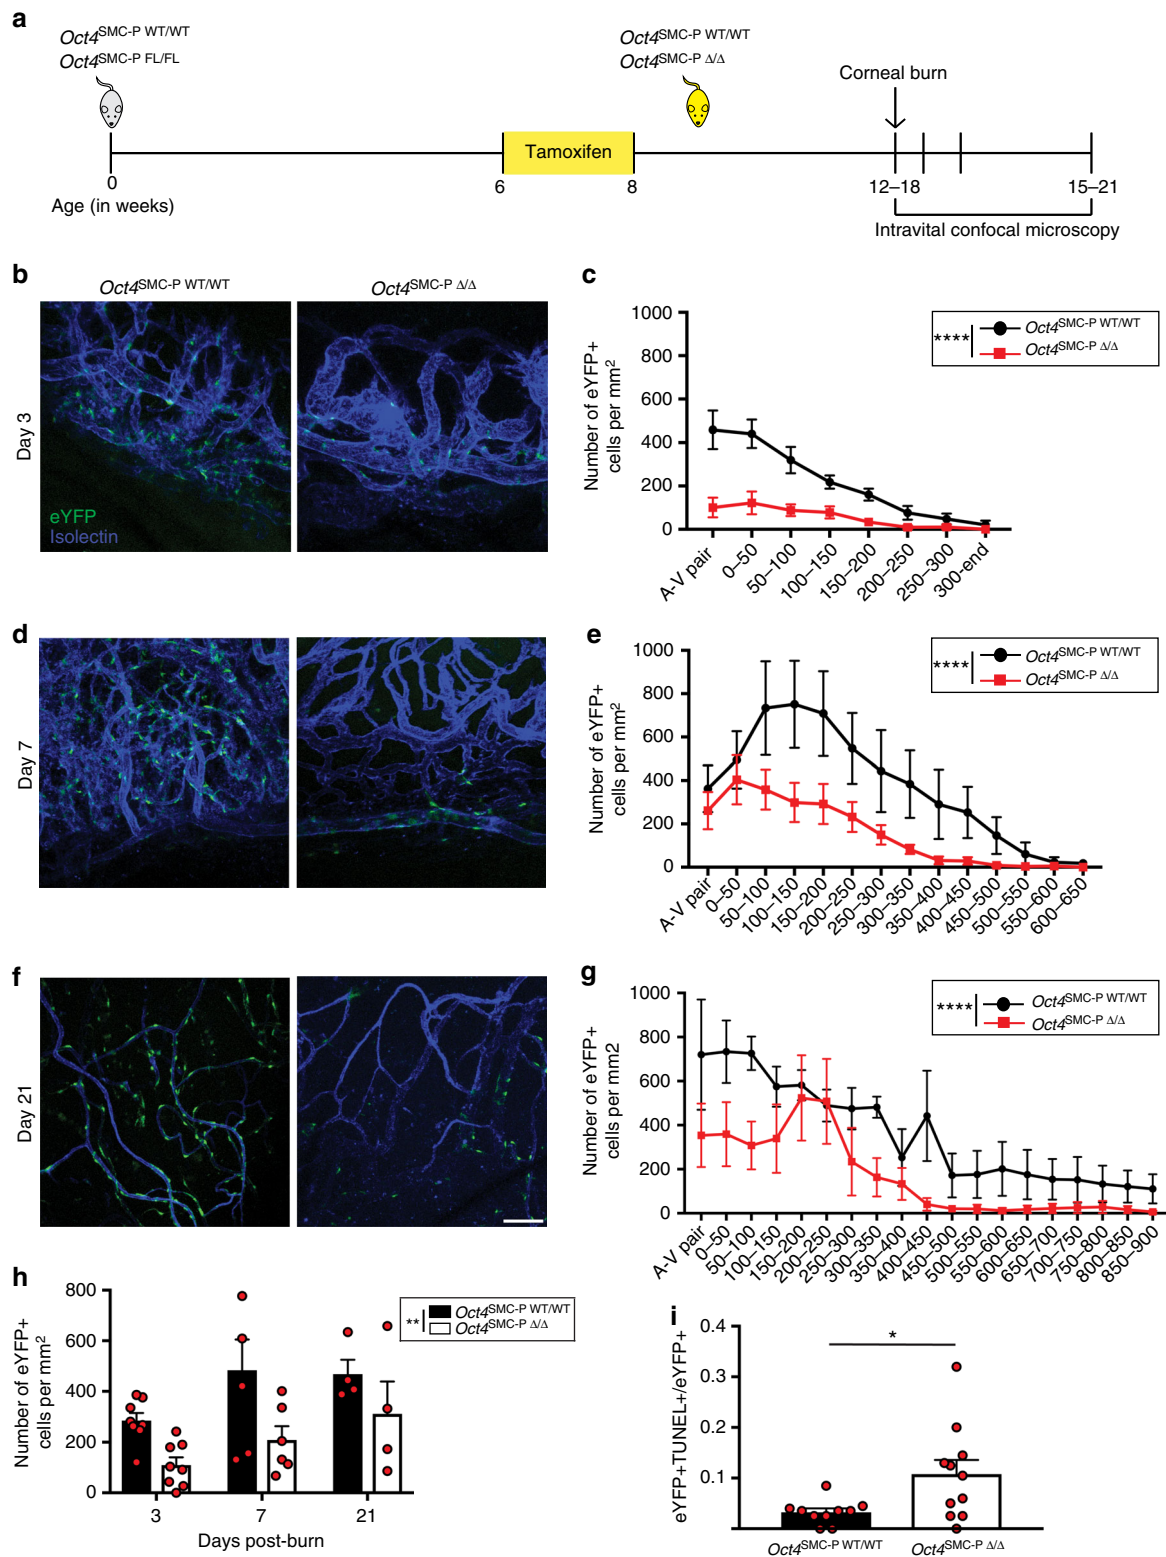 a
Oct4SMC-P WT/WT
Oct4SMC-P FL/FL
Oct4SMC-P WT/WT
Oct4SMC-P Δ/Δ
Corneal burn
Tamoxifen
0
6
8
12–18
15–21
Age (in weeks)
Intravital confocal microscopy
b
Oct4SMC-P WT/WT
Oct4SMC-P Δ/Δ
Day 3
eYFP
Isolectin
c
Number of eYFP+
cells per mm2
1000
800
600
400
200
0
****
Oct4SMC-P WT/WT
Oct4SMC-P Δ/Δ
A–V pair
0–50
50–100
100–150
150–200
200–250
250–300
300-end
d
Day 7
e
Number of eYFP+
cells per mm2
1000
800
600
400
200
0
****
Oct4SMC-P WT/WT
Oct4SMC-P Δ/Δ
A–V pair
0–50
50–100
100–150
150–200
200–250
250–300
300–350
350–400
400–450
450–500
500–550
550–600
600–650
f
Day 21
g
Number of eYFP+
cells per mm2
1000
800
600
400
200
0
****
Oct4SMC-P WT/WT
Oct4SMC-P Δ/Δ
A–V pair
0–50
50–100
100–150
150–200
200–250
250–300
300–350
350–400
400–450
450–500
500–550
550–600
600–650
650–700
700–750
750–800
800–850
850–900
h
Number of eYFP+
cells per mm2
800
600
400
200
0
**
Oct4SMC-P WT/WT
Oct4SMC-P Δ/Δ
3
7
21
Days post-burn
i
eYFP+TUNEL+/eYFP+
0.4
0.3
0.2
0.1
*
Oct4SMC-P WT/WT
Oct4SMC-P Δ/Δ